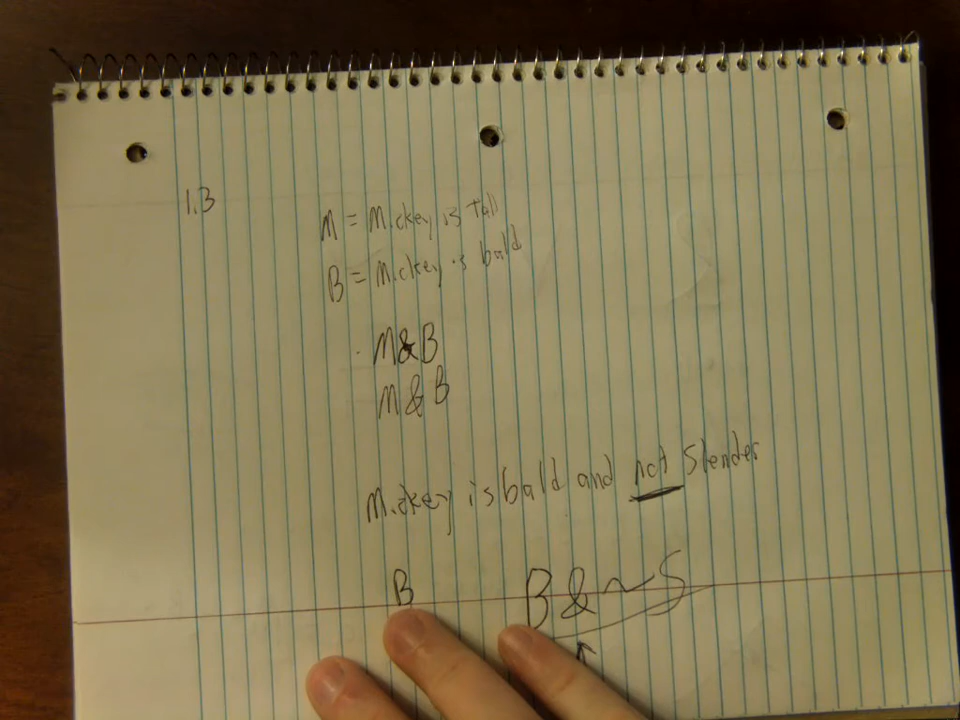 1.3
M = Mickey is tall
B = Mickey is bald
M&B
M&B
Mickey is bald and not Slender
B B & ~S